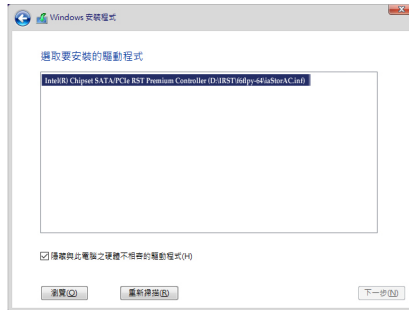 Windows 安裝程式
選取要安裝的驅動程式
Intel(R) Chipset SATA/PCIe RST Premium Controller (D:\IRST\f6flpy-64\iaStorAC.inf)
隱藏與此電腦之硬體不相容的驅動程式(H)
瀏覽(O) 重新掃描(R) 下一步(N)